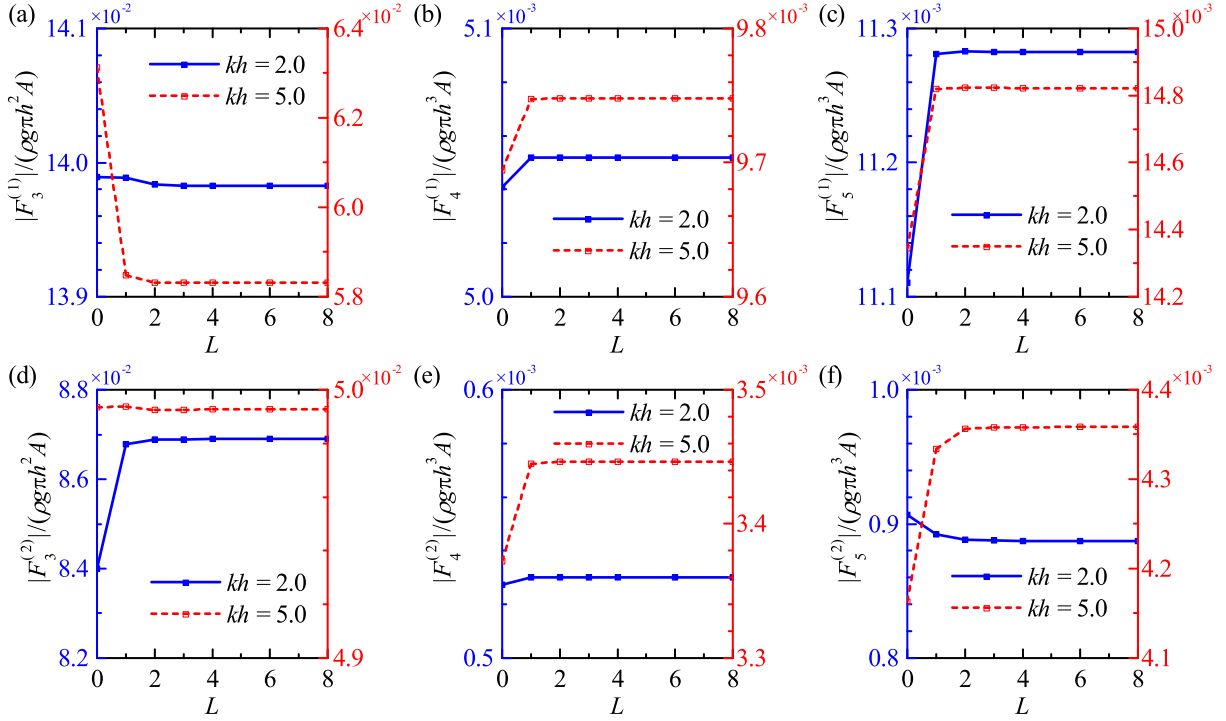 (a)
×10⁻²
14.1
14.0
13.9
|F₃⁽¹⁾|/(ρgπh²A)
kh = 2.0
kh = 5.0
6.4 ×10⁻²
6.2
6.0
5.8
0 2 4 6 8
L
(b)
×10⁻³
5.1
5.0
|F₄⁽¹⁾|/(ρgπh³A)
kh = 2.0
kh = 5.0
9.8 ×10⁻³
9.7
9.6
0 2 4 6 8
L
(c)
×10⁻³
11.3
11.2
11.1
|F₅⁽¹⁾|/(ρgπh³A)
kh = 2.0
kh = 5.0
15.0 ×10⁻³
14.8
14.6
14.4
14.2
0 2 4 6 8
L
(d)
×10⁻²
8.8
8.6
8.4
8.2
|F₃⁽²⁾|/(ρgπh²A)
kh = 2.0
kh = 5.0
5.0 ×10⁻²
4.9
0 2 4 6 8
L
(e)
×10⁻³
0.6
0.5
|F₄⁽²⁾|/(ρgπh³A)
kh = 2.0
kh = 5.0
3.5 ×10⁻³
3.4
3.3
0 2 4 6 8
L
(f)
×10⁻³
1.0
0.9
0.8
|F₅⁽²⁾|/(ρgπh³A)
kh = 2.0
kh = 5.0
4.4 ×10⁻³
4.3
4.2
4.1
0 2 4 6 8
L